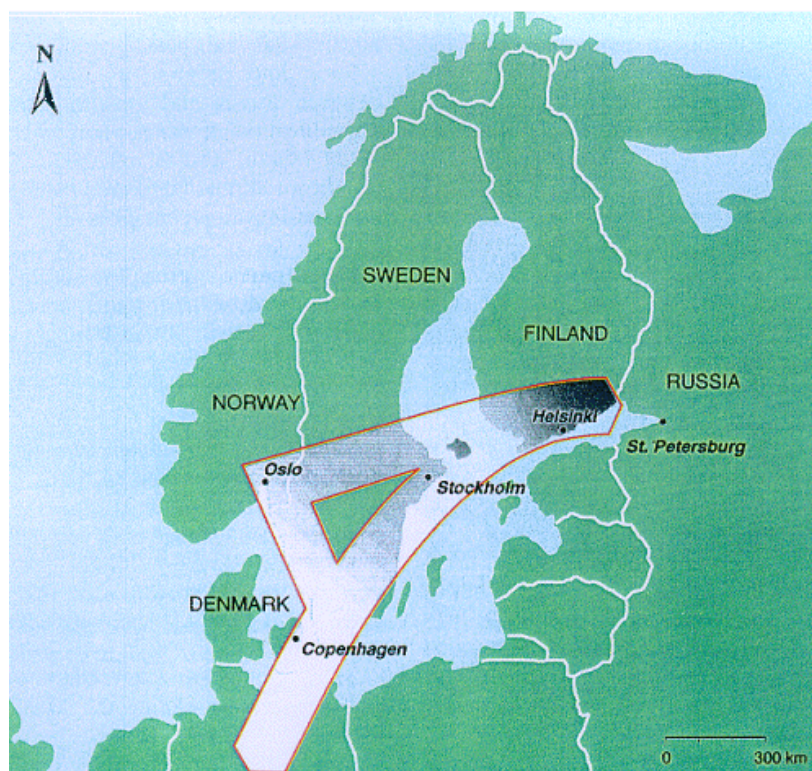 N
SWEDEN
FINLAND
RUSSIA
NORWAY
Helsinki
St. Petersburg
Oslo
Stockholm
DENMARK
Copenhagen
0 300 km